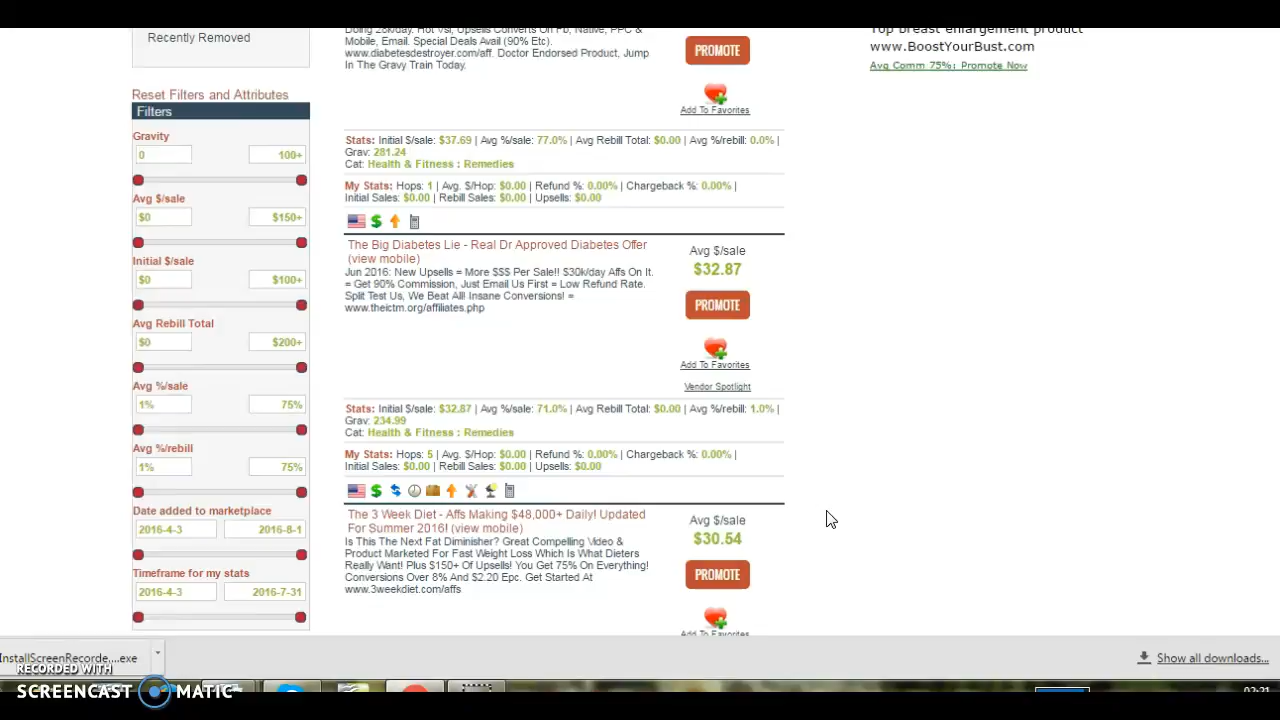 Recently Removed
Reset Filters and Attributes
Filters
Gravity
0 100+
Avg $/sale
$0 $150+
Initial $/sale
$0 $100+
Avg Rebill Total
$0 $200+
Avg %/sale
1% 75%
Avg %/rebill
1% 75%
Date added to marketplace
2016-4-3 2016-8-1
Timeframe for my stats
2016-4-3 2016-7-31
Doing 20k/day. Hot Vsl, Upsells Converts On Fb, Native, PPC &
Mobile, Email. Special Deals Avail (90% Etc).
www.diabetesdestroyer.com/aff. Doctor Endorsed Product, Jump
In The Gravy Train Today.
PROMOTE
Add To Favorites
Stats: Initial $/sale: $37.69 | Avg %/sale: 77.0% | Avg Rebill Total: $0.00 | Avg %/rebill: 0.0% |
Grav: 281.24
Cat: Health & Fitness : Remedies
My Stats: Hops: 1 | Avg. $/Hop: $0.00 | Refund %: 0.00% | Chargeback %: 0.00% |
Initial Sales: $0.00 | Rebill Sales: $0.00 | Upsells: $0.00
The Big Diabetes Lie - Real Dr Approved Diabetes Offer
(view mobile)
Jun 2016: New Upsells = More $$$ Per Sale!! $30k/day Affs On It.
= Get 90% Commission, Just Email Us First = Low Refund Rate.
Split Test Us, We Beat All! Insane Conversions! =
www.theictm.org/affiliates.php
Avg $/sale
$32.87
PROMOTE
Add To Favorites
Vendor Spotlight
Stats: Initial $/sale: $32.87 | Avg %/sale: 71.0% | Avg Rebill Total: $0.00 | Avg %/rebill: 1.0% |
Grav: 234.99
Cat: Health & Fitness : Remedies
My Stats: Hops: 5 | Avg. $/Hop: $0.00 | Refund %: 0.00% | Chargeback %: 0.00% |
Initial Sales: $0.00 | Rebill Sales: $0.00 | Upsells: $0.00
The 3 Week Diet - Affs Making $48,000+ Daily! Updated
For Summer 2016! (view mobile)
Is This The Next Fat Diminisher? Great Compelling Video &
Product Marketed For Fast Weight Loss Which Is What Dieters
Really Want! Plus $150+ Of Upsells! You Get 75% On Everything!
Conversions Over 8% And $2.20 Epc. Get Started At
www.3weekdiet.com/affs
Avg $/sale
$30.54
PROMOTE
Add To Favorites
Top breast enlargement product
www.BoostYourBust.com
Avg Comm 75%: Promote Now
InstallScreenRecorde....exe
Show all downloads...
RECORDED WITH
SCREENCAST MATIC
02:21